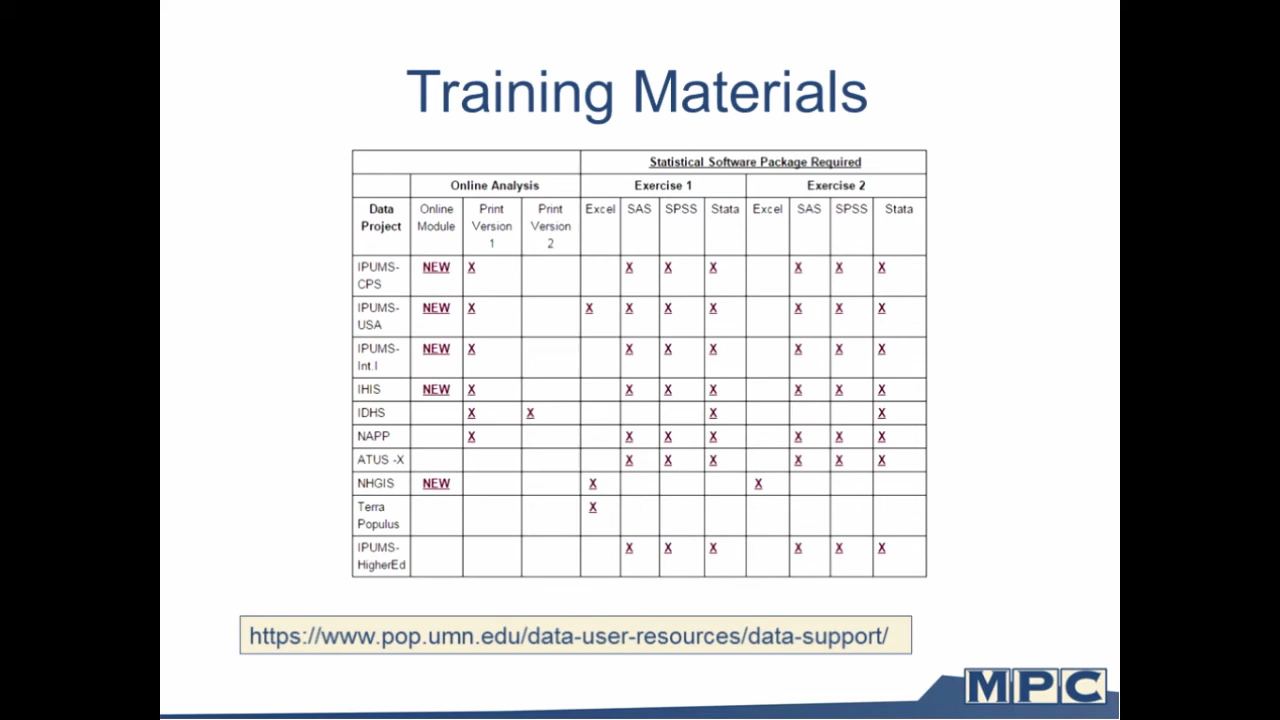 Training Materials
Statistical Software Package Required
Online Analysis Exercise 1 Exercise 2
Data Project Online Module Print Version 1 Print Version 2 Excel SAS SPSS Stata Excel SAS SPSS Stata
IPUMS-CPS NEW X X X X X X X
IPUMS-USA NEW X X X X X X X X
IPUMS-Int.l NEW X X X X X X X
IHIS NEW X X X X X X X
IDHS X X X X
NAPP X X X X X X X
ATUS -X X X X X X X
NHGIS NEW X X
Terra Populus X
IPUMS-HigherEd X X X X X X
https://www.pop.umn.edu/data-user-resources/data-support/
MPC